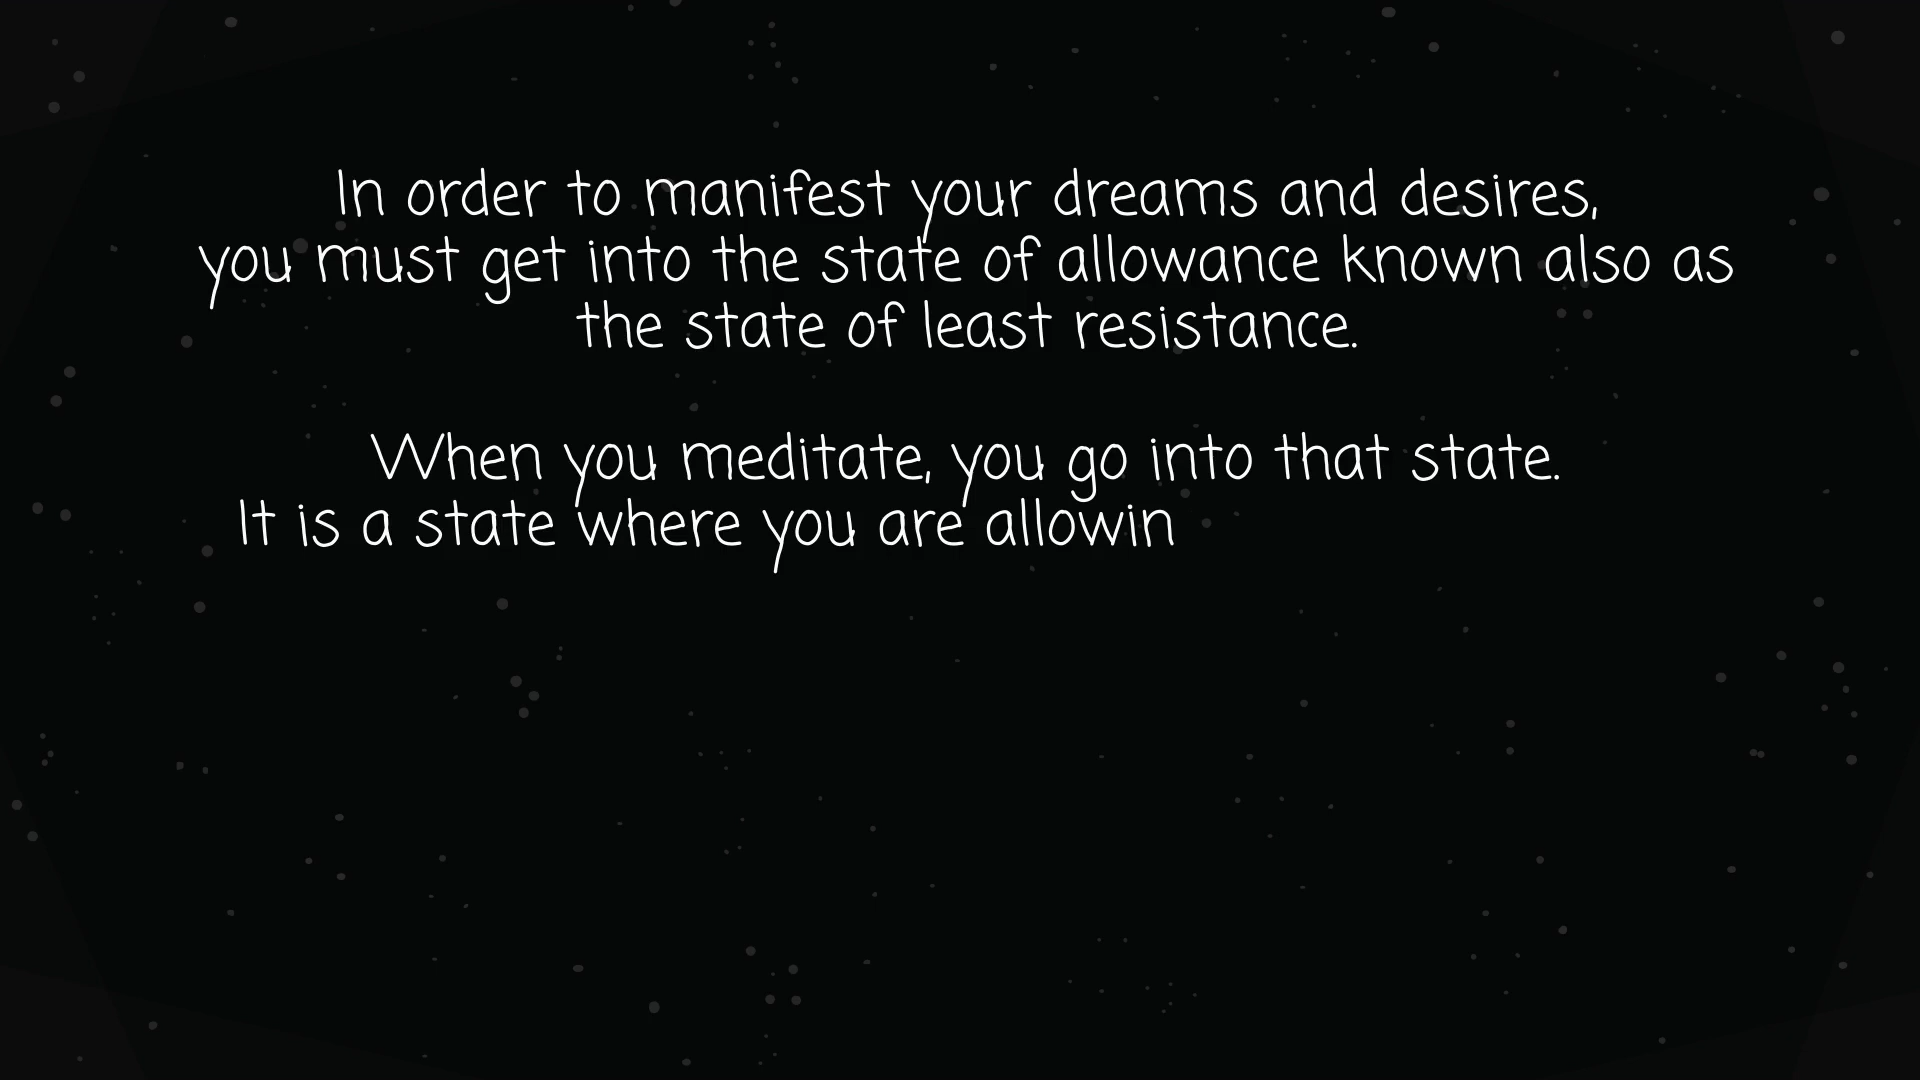 In order to manifest your dreams and desires,
you must get into the state of allowance known also as
the state of least resistance.
When you meditate, you go into that state.
It is a state where you are allowin